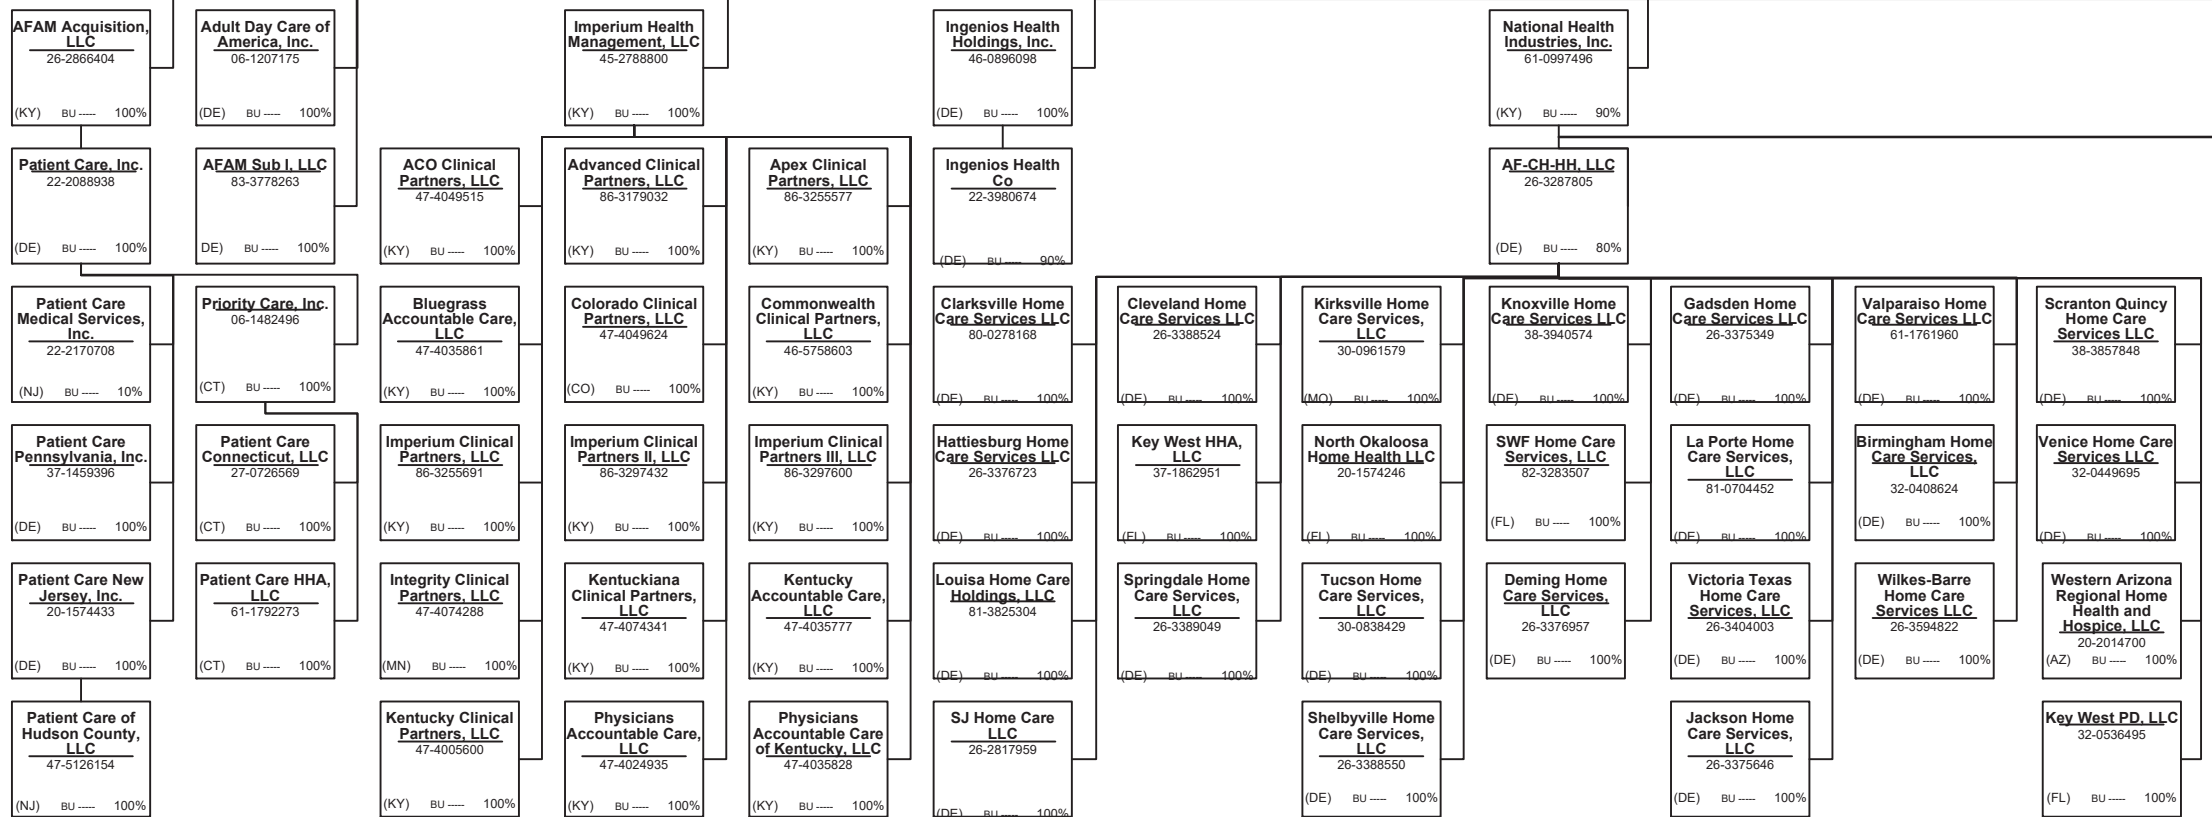 AFAM Acquisition,
LLC
26-2866404
(KY) BU ----- 100%
Adult Day Care of
America, Inc.
06-1207175
(DE) BU ----- 100%
Imperium Health
Management, LLC
45-2788800
(KY) BU ----- 100%
Ingenios Health
Holdings, Inc.
46-0896098
(DE) BU ----- 100%
National Health
Industries, Inc.
61-0997496
(KY) BU ----- 90%
Patient Care, Inc.
22-2088938
(DE) BU ----- 100%
AFAM Sub I, LLC
83-3778263
DE) BU ----- 100%
ACO Clinical
Partners, LLC
47-4049515
(KY) BU ----- 100%
Advanced Clinical
Partners, LLC
86-3179032
(KY) BU ----- 100%
Apex Clinical
Partners, LLC
86-3255577
(KY) BU ----- 100%
Ingenios Health
Co
22-3980674
(DE) BU ----- 90%
AF-CH-HH, LLC
26-3287805
(DE) BU ----- 80%
Patient Care
Medical Services,
Inc.
22-2170708
(NJ) BU ----- 10%
Priority Care, Inc.
06-1482496
(CT) BU ----- 100%
Bluegrass
Accountable Care,
LLC
47-4035861
(KY) BU ----- 100%
Colorado Clinical
Partners, LLC
47-4049624
(CO) BU ----- 100%
Commonwealth
Clinical Partners,
LLC
46-5758603
(KY) BU ----- 100%
Clarksville Home
Care Services LLC
80-0278168
(DE) BU ----- 100%
Cleveland Home
Care Services LLC
26-3388524
(DE) BU ----- 100%
Kirksville Home
Care Services,
LLC
30-0961579
(MO) BU ----- 100%
Knoxville Home
Care Services LLC
38-3940574
(DE) BU ----- 100%
Gadsden Home
Care Services LLC
26-3375349
(DE) BU ----- 100%
Valparaiso Home
Care Services LLC
61-1761960
(DE) BU ----- 100%
Scranton Quincy
Home Care
Services LLC
38-3857848
(DE) BU ----- 100%
Patient Care
Pennsylvania, Inc.
37-1459396
(DE) BU ----- 100%
Patient Care
Connecticut, LLC
27-0726569
(CT) BU ----- 100%
Imperium Clinical
Partners, LLC
86-3255691
(KY) BU ----- 100%
Imperium Clinical
Partners II, LLC
86-3297432
(KY) BU ----- 100%
Imperium Clinical
Partners III, LLC
86-3297600
(KY) BU ----- 100%
Hattiesburg Home
Care Services LLC
26-3376723
(DE) BU ----- 100%
Key West HHA,
LLC
37-1862951
(FL) BU ----- 100%
North Okaloosa
Home Health LLC
20-1574246
(FL) BU ----- 100%
SWF Home Care
Services, LLC
82-3283507
(FL) BU ----- 100%
La Porte Home
Care Services,
LLC
81-0704452
(DE) BU ----- 100%
Birmingham Home
Care Services,
LLC
32-0408624
(DE) BU ----- 100%
Venice Home Care
Services LLC
32-0449695
(DE) BU ----- 100%
Patient Care New
Jersey, Inc.
20-1574433
(DE) BU ----- 100%
Patient Care HHA,
LLC
61-1792273
(CT) BU ----- 100%
Integrity Clinical
Partners, LLC
47-4074288
(MN) BU ----- 100%
Kentuckiana
Clinical Partners,
LLC
47-4074341
(KY) BU ----- 100%
Kentucky
Accountable Care,
LLC
47-4035777
(KY) BU ----- 100%
Louisa Home Care
Holdings, LLC
81-3825304
(DE) BU ----- 100%
Springdale Home
Care Services,
LLC
26-3389049
(DE) BU ----- 100%
Tucson Home
Care Services,
LLC
30-0838429
(DE) BU ----- 100%
Deming Home
Care Services,
LLC
26-3376957
(DE) BU ----- 100%
Victoria Texas
Home Care
Services, LLC
26-3404003
(DE) BU ----- 100%
Wilkes-Barre
Home Care
Services LLC
26-3594822
(DE) BU ----- 100%
Western Arizona
Regional Home
Health and
Hospice, LLC
20-2014700
(AZ) BU ----- 100%
Patient Care of
Hudson County,
LLC
47-5126154
(NJ) BU ----- 100%
Kentucky Clinical
Partners, LLC
47-4005600
(KY) BU ----- 100%
Physicians
Accountable Care,
LLC
47-4024935
(KY) BU ----- 100%
Physicians
Accountable Care
of Kentucky, LLC
47-4035828
(KY) BU ----- 100%
SJ Home Care
LLC
26-2817959
(DE) BU ----- 100%
Shelbyville Home
Care Services,
LLC
26-3388550
(DE) BU ----- 100%
Jackson Home
Care Services,
LLC
26-3375646
(DE) BU ----- 100%
Key West PD, LLC
32-0536495
(FL) BU ----- 100%